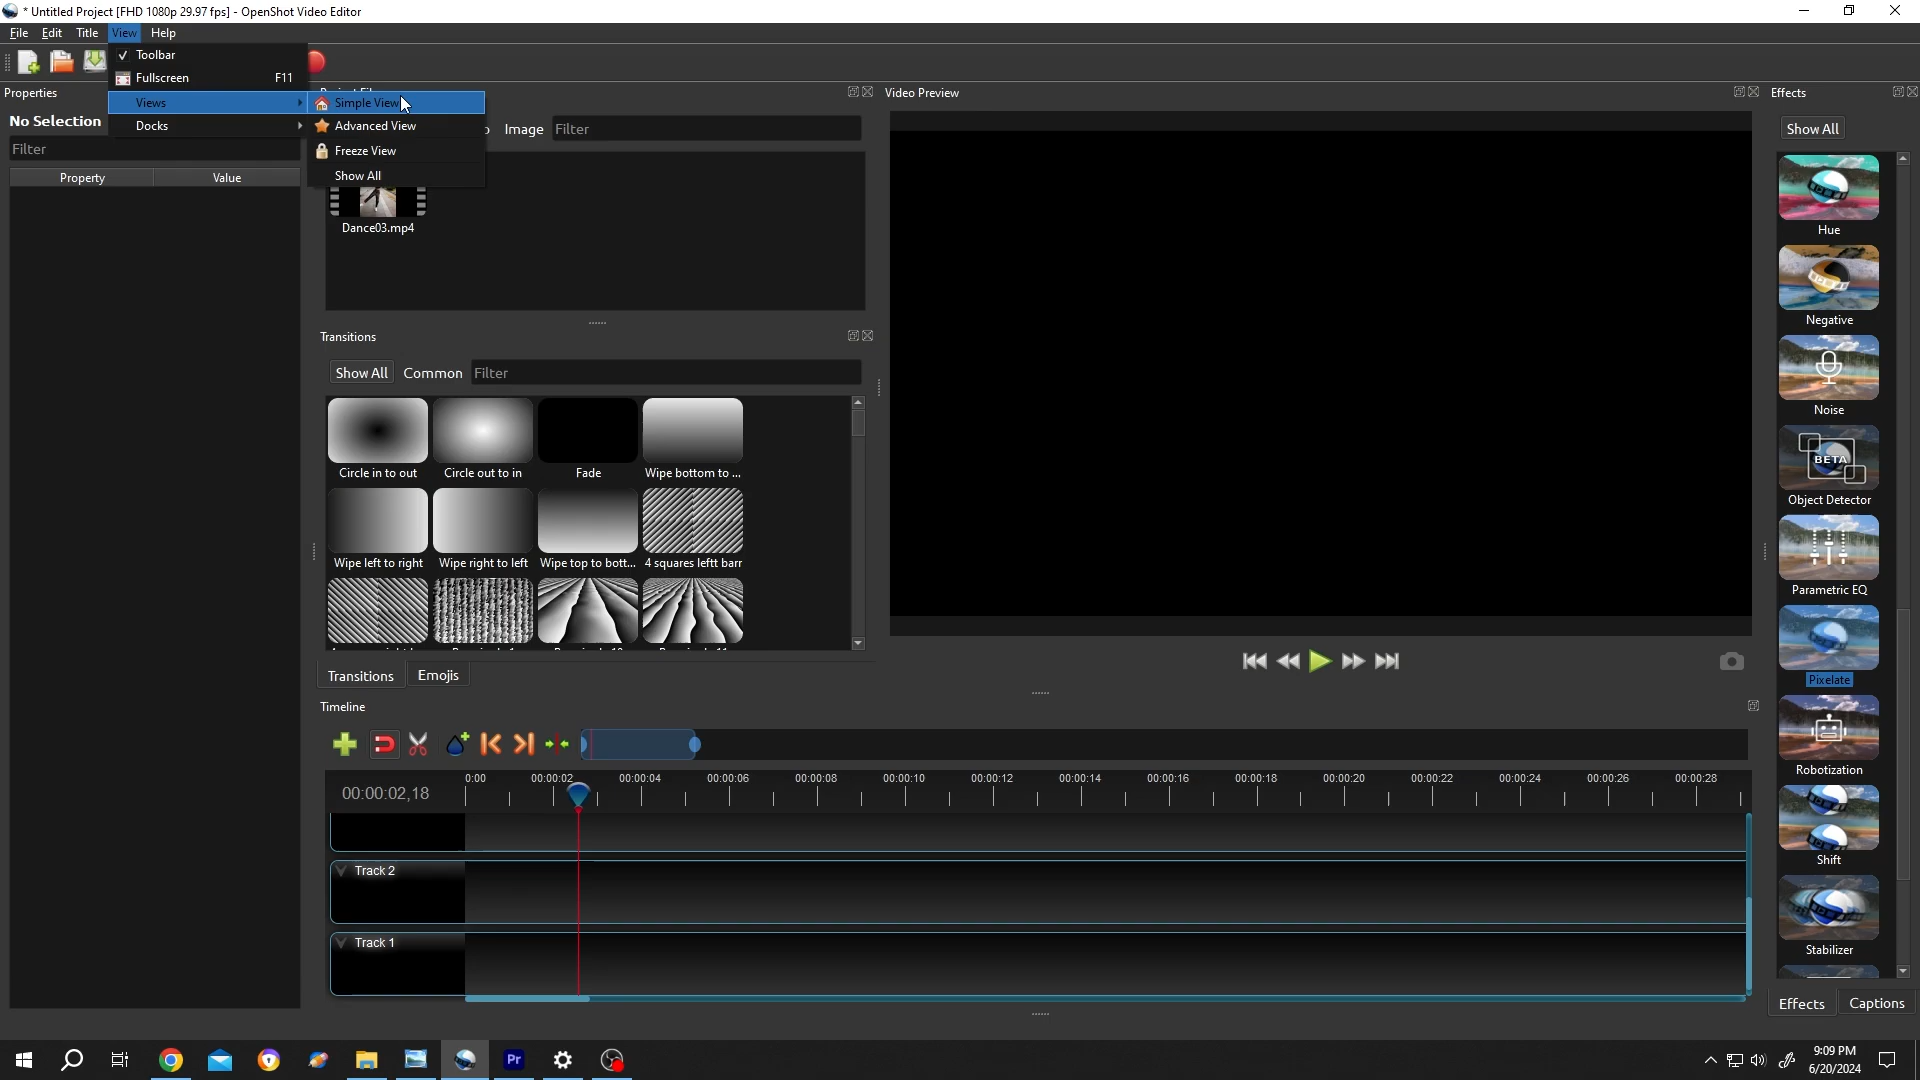 * Untitled Project [FHD 1080p 29.97 fps] - OpenShot Video Editor
File Edit Title View Help
Toolbar
Fullscreen F11
Views
Docks
Simple View
Advanced View
Freeze View
Show All
Properties
No Selection
Filter
Property Value
Image Filter
Dance03.mp4
Transitions
Show All Common Filter
Circle in to out Circle out to in Fade Wipe bottom to ...
Wipe left to right Wipe right to left Wipe top to bott... 4 squares leftt barr
Transitions Emojis
Video Preview
Effects
Show All
Hue
Negative
Noise
BETA
Object Detector
Parametric EQ
Pixelate
Robotization
Shift
Stabilizer
Effects Captions
Timeline
00:00:02,18
0:00 00:00:02 00:00:04 00:00:06 00:00:08 00:00:10 00:00:12 00:00:14 00:00:16 00:00:18 00:00:20 00:00:22 00:00:24 00:00:26 00:00:28
Track 2
Track 1
Pr
9:09 PM
6/20/2024